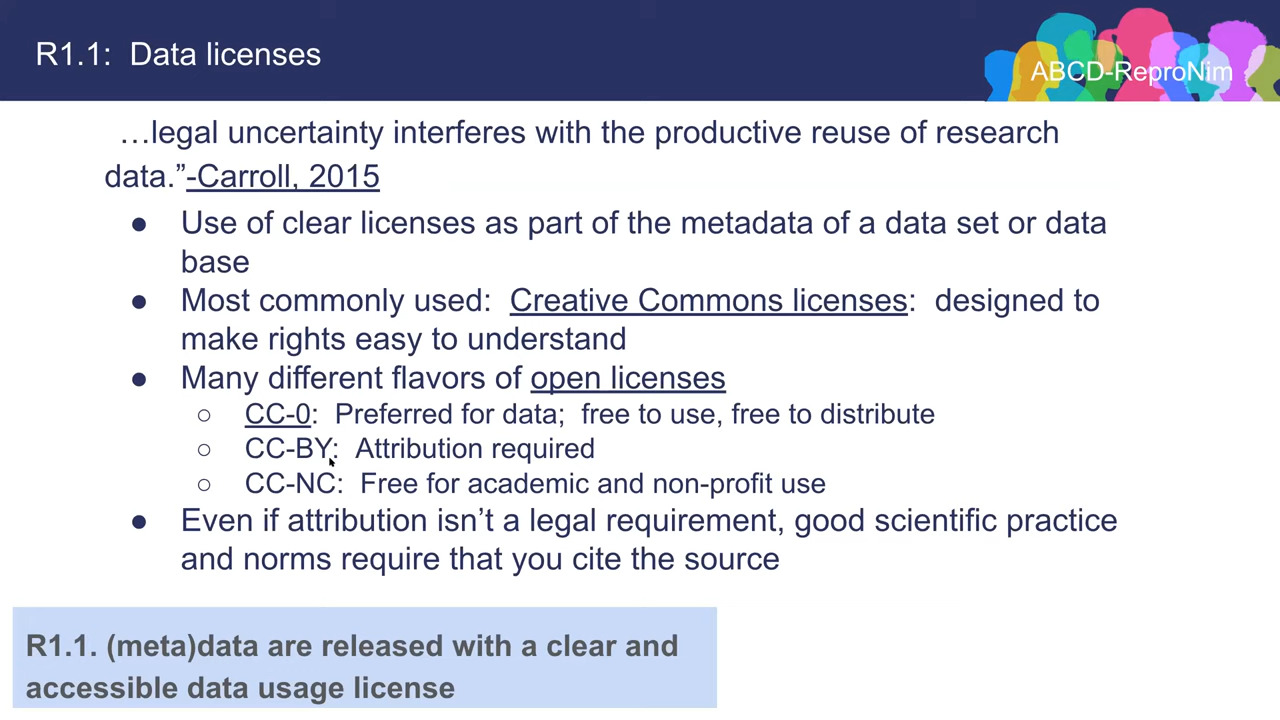 R1.1:  Data licenses
ABCD-ReproNim
…legal uncertainty interferes with the productive reuse of research
data.”-Carroll, 2015
● Use of clear licenses as part of the metadata of a data set or data
base
● Most commonly used:  Creative Commons licenses:  designed to
make rights easy to understand
● Many different flavors of open licenses
○ CC-0:  Preferred for data;  free to use, free to distribute
○ CC-BY:  Attribution required
○ CC-NC:  Free for academic and non-profit use
● Even if attribution isn’t a legal requirement, good scientific practice
and norms require that you cite the source
R1.1. (meta)data are released with a clear and
accessible data usage license